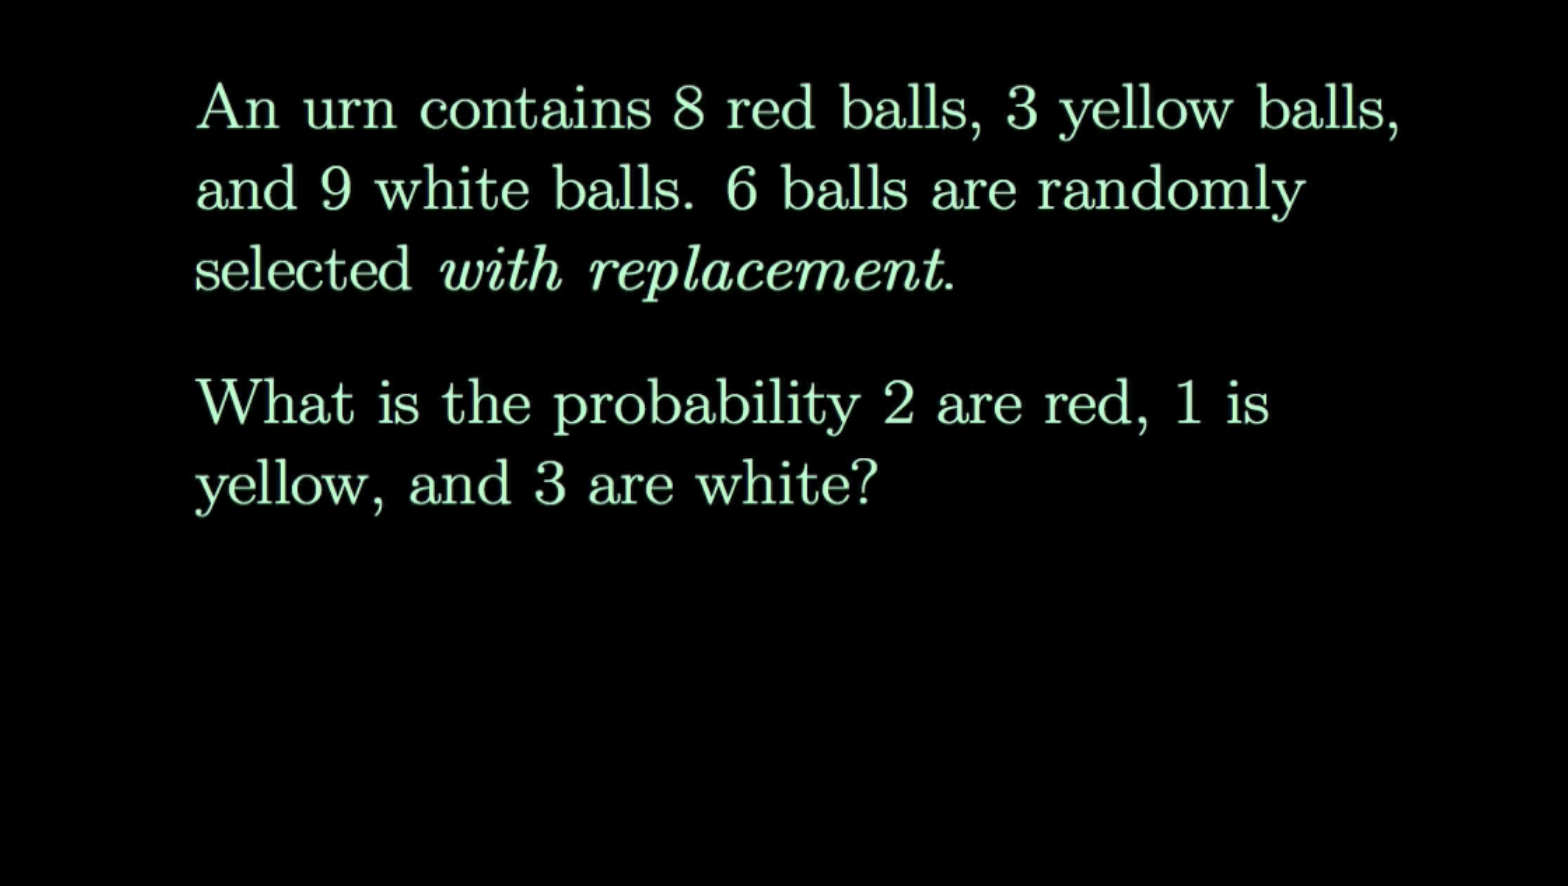 An urn contains 8 red balls, 3 yellow balls,
and 9 white balls. 6 balls are randomly
selected with replacement.
What is the probability 2 are red, 1 is
yellow, and 3 are white?